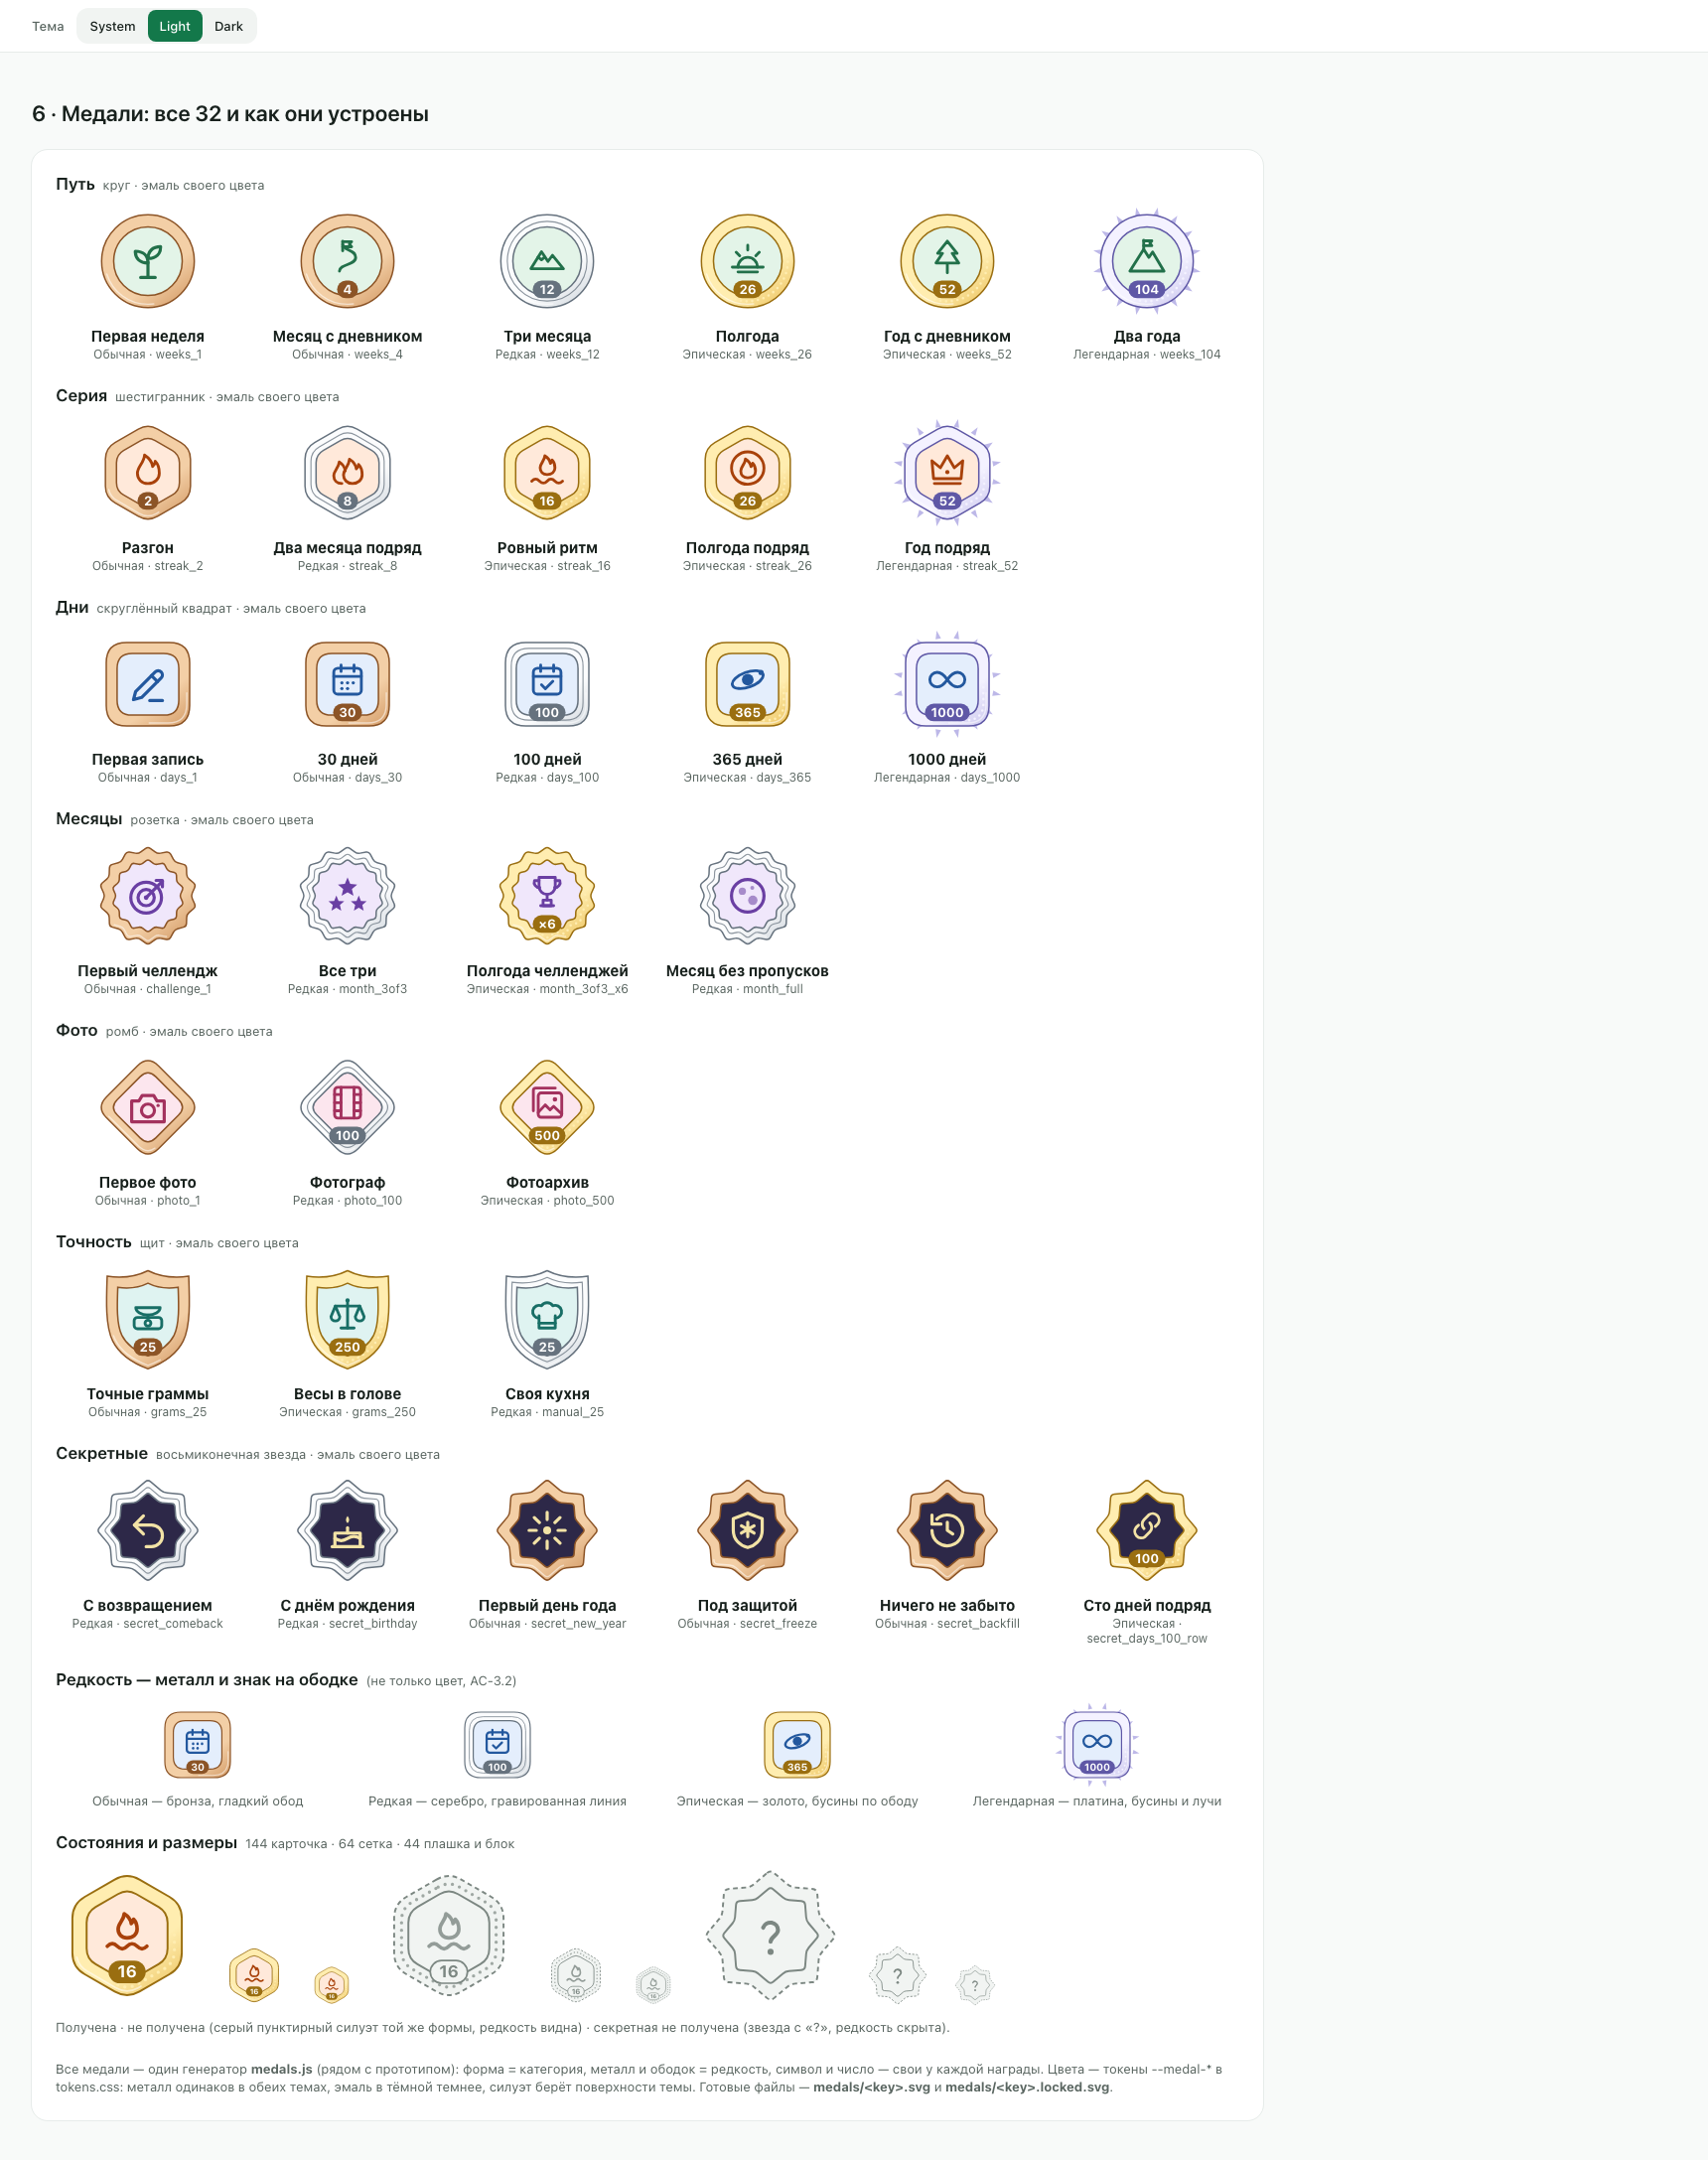 Тема System Light Dark
6 · Медали: все 32 и как они устроены
Путь круг · эмаль своего цвета
4 12 26 52 104
Первая неделя Месяц с дневником Три месяца Полгода Год с дневником Два года
Обычная · weeks_1 Обычная · weeks_4 Редкая · weeks_12 Эпическая · weeks_26 Эпическая · weeks_52 Легендарная · weeks_104
Серия шестигранник · эмаль своего цвета
2 8 16 26 52
Разгон Два месяца подряд Ровный ритм Полгода подряд Год подряд
Обычная · streak_2 Редкая · streak_8 Эпическая · streak_16 Эпическая · streak_26 Легендарная · streak_52
Дни скруглённый квадрат · эмаль своего цвета
30 100 365 1000
Первая запись 30 дней 100 дней 365 дней 1000 дней
Обычная · days_1 Обычная · days_30 Редкая · days_100 Эпическая · days_365 Легендарная · days_1000
Месяцы розетка · эмаль своего цвета
×6
Первый челлендж Все три Полгода челленджей Месяц без пропусков
Обычная · challenge_1 Редкая · month_3of3 Эпическая · month_3of3_x6 Редкая · month_full
Фото ромб · эмаль своего цвета
100 500
Первое фото Фотограф Фотоархив
Обычная · photo_1 Редкая · photo_100 Эпическая · photo_500
Точность щит · эмаль своего цвета
25 250 25
Точные граммы Весы в голове Своя кухня
Обычная · grams_25 Эпическая · grams_250 Редкая · manual_25
Секретные восьмиконечная звезда · эмаль своего цвета
100
С возвращением С днём рождения Первый день года Под защитой Ничего не забыто Сто дней подряд
Редкая · secret_comeback Редкая · secret_birthday Обычная · secret_new_year Обычная · secret_freeze Обычная · secret_backfill Эпическая ·
secret_days_100_row
Редкость — металл и знак на ободке (не только цвет, AC-3.2)
30 100 365 1000
Обычная — бронза, гладкий обод Редкая — серебро, гравированная линия Эпическая — золото, бусины по ободу Легендарная — платина, бусины и лучи
Состояния и размеры 144 карточка · 64 сетка · 44 плашка и блок
16 16 16 16 16 16 ? ? ?
Получена · не получена (серый пунктирный силуэт той же формы, редкость видна) · секретная не получена (звезда с «?», редкость скрыта).
Все медали — один генератор medals.js (рядом с прототипом): форма = категория, металл и ободок = редкость, символ и число — свои у каждой награды. Цвета — токены --medal-* в
tokens.css: металл одинаков в обеих темах, эмаль в тёмной темнее, силуэт берёт поверхности темы. Готовые файлы — medals/<key>.svg и medals/<key>.locked.svg.